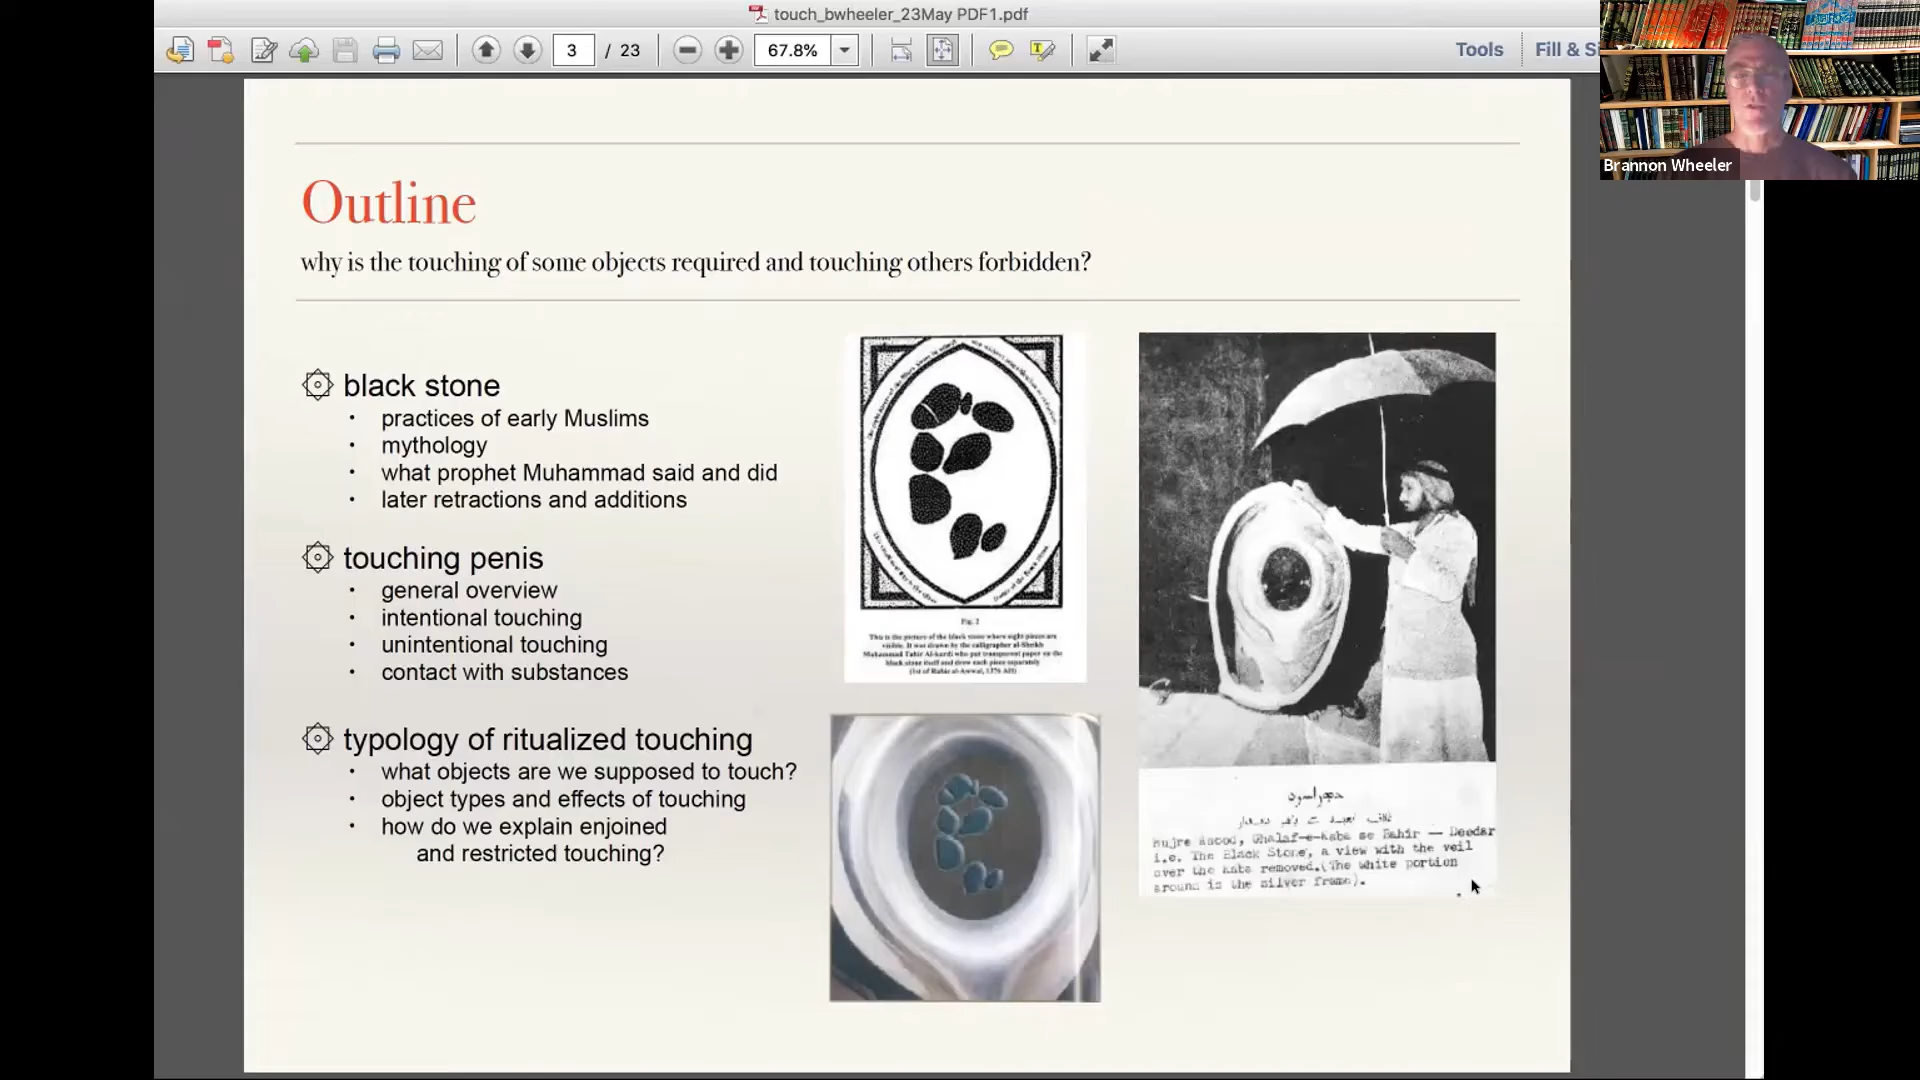 touch_bwheeler_23May PDF1.pdf
3 / 23
67.8%
Tools
Fill & S
Brannon Wheeler
Outline
why is the touching of some objects required and touching others forbidden?
black stone
• practices of early Muslims
• mythology
• what prophet Muhammad said and did
• later retractions and additions
touching penis
• general overview
• intentional touching
• unintentional touching
• contact with substances
typology of ritualized touching
• what objects are we supposed to touch?
• object types and effects of touching
• how do we explain enjoined
and restricted touching?
Fig. 2
This is the picture of the black stone where eight pieces are
visible. It was drawn by the calligrapher al-Sheikh
Muhammad Tahir Al-kurdi who put transparent paper on the
black stone itself and drew each piece separately
(1st of Rabic al-Awwal, 1376 AH)
حجر اسود
Hujre Asood, Ghalaf-e-Kaba se Bahir — Deedar
i.e. The Black Stone, a view with the veil
over the kaba removed.(The white portion
around is the silver frame).